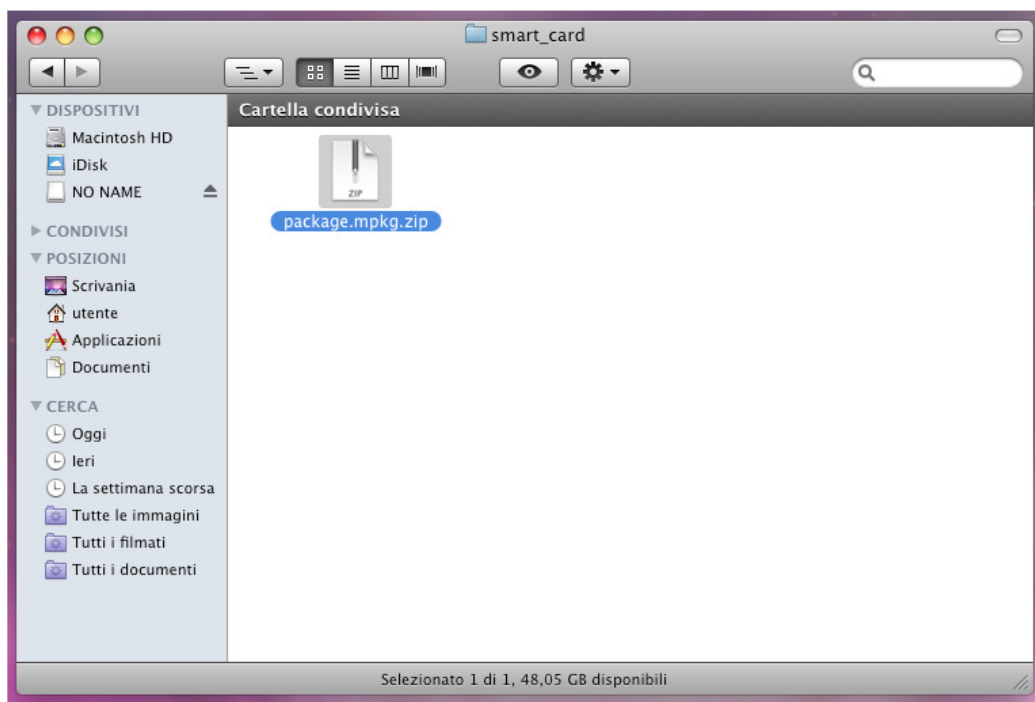 smart_card
DISPOSITIVI
Macintosh HD
iDisk
NO NAME
CONDIVISI
POSIZIONI
Scrivania
utente
Applicazioni
Documenti
CERCA
Oggi
Ieri
La settimana scorsa
Tutte le immagini
Tutti i filmati
Tutti i documenti
Cartella condivisa
ZIP
package.mpkg.zip
Selezionato 1 di 1, 48,05 GB disponibili